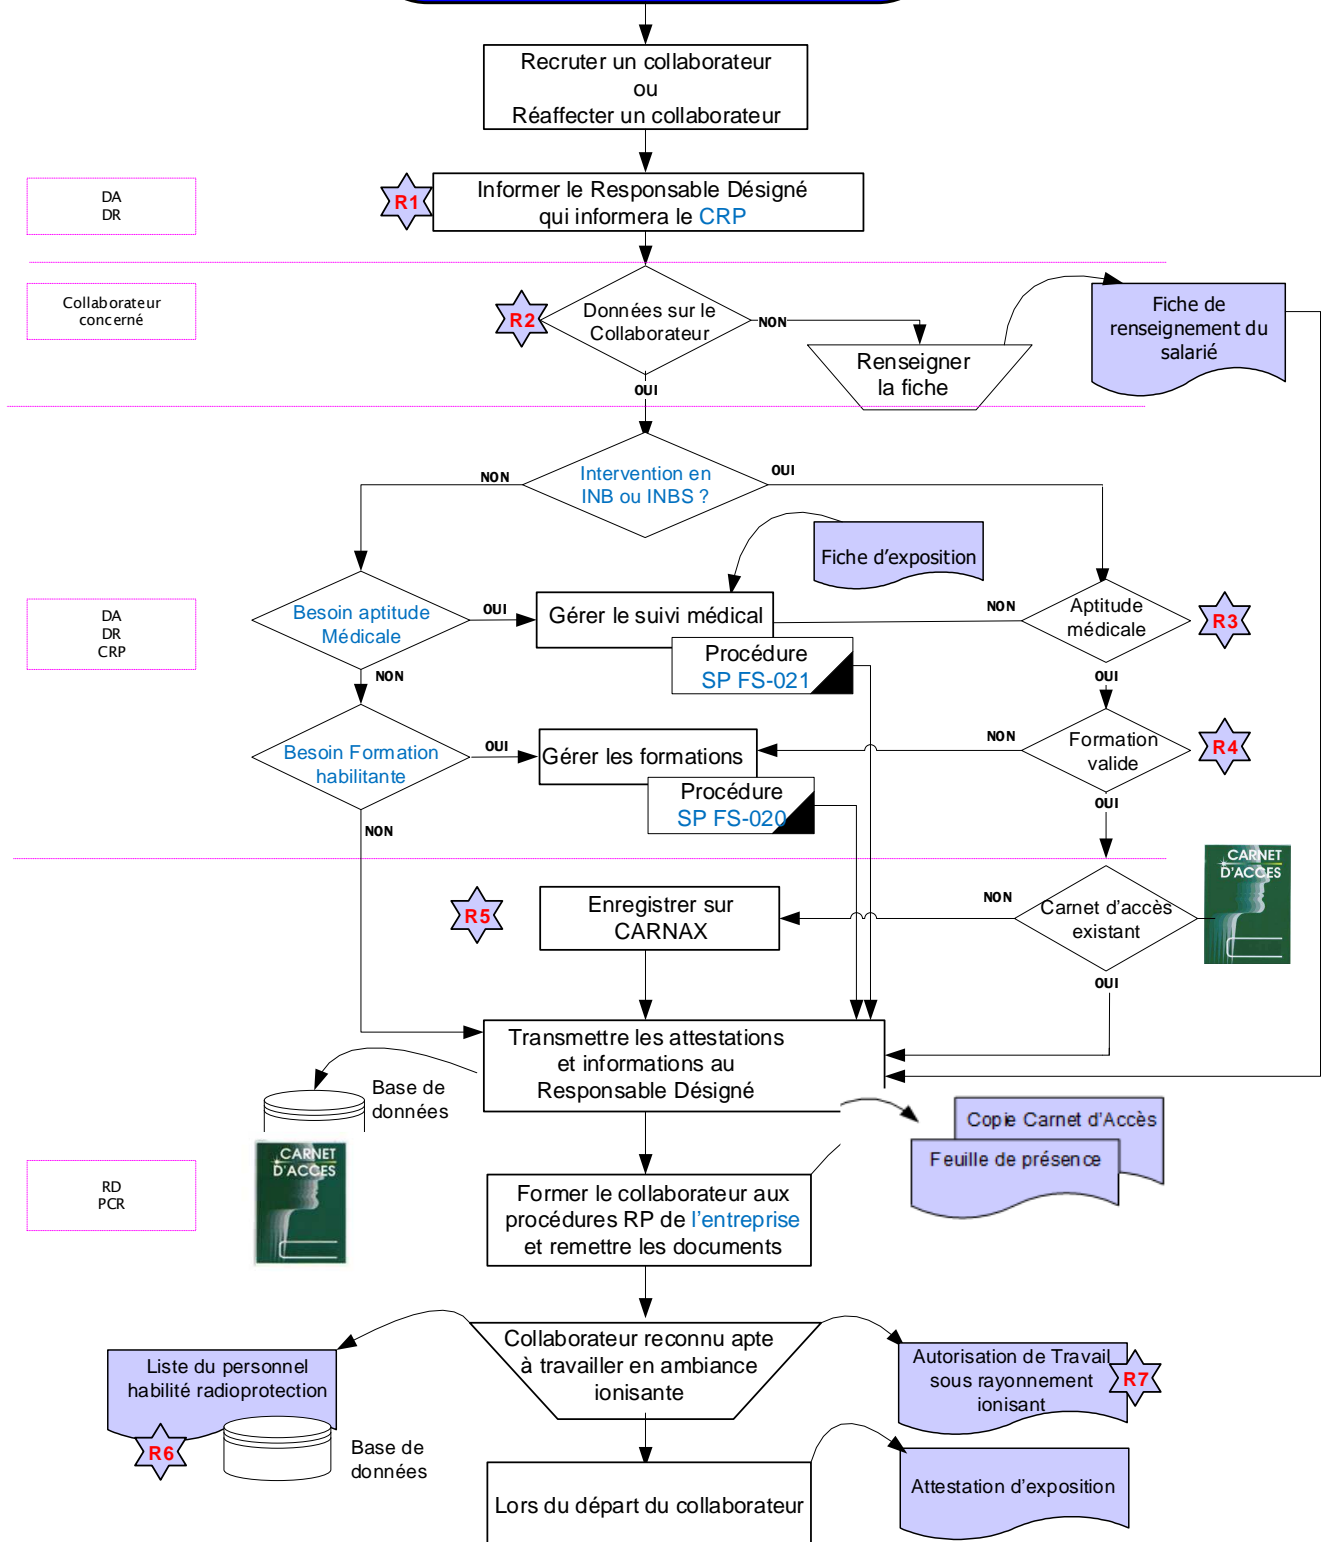 Recruter un collaborateur
ou
Réaffecter un collaborateur
DA
DR
R1
Informer le Responsable Désigné
qui informera le CRP
Collaborateur
concerné
R2
Données sur le
Collaborateur
NON
OUI
Renseigner
la fiche
Fiche de
renseignement du
salarié
NON
Intervention en
INB ou INBS ?
OUI
Fiche d'exposition
DA
DR
CRP
Besoin aptitude
Médicale
OUI
NON
Gérer le suivi médical
Procédure
SP FS-021
NON
Aptitude
médicale
OUI
R3
Besoin Formation
habilitante
OUI
NON
Gérer les formations
Procédure
SP FS-020
NON
Formation
valide
OUI
R4
R5
Enregistrer sur
CARNAX
NON
Carnet d'accès
existant
OUI
CARNET
D'ACCES
Transmettre les attestations
et informations au
Responsable Désigné
Base de
données
CARNET
D'ACCES
Copie Carnet d'Accès
Feuille de présence
RD
PCR
Former le collaborateur aux
procédures RP de l'entreprise
et remettre les documents
Collaborateur reconnu apte
à travailler en ambiance
ionisante
Liste du personnel
habilité radioprotection
R6
Base de
données
Autorisation de Travail
sous rayonnement
ionisant
R7
Lors du départ du collaborateur
Attestation d'exposition